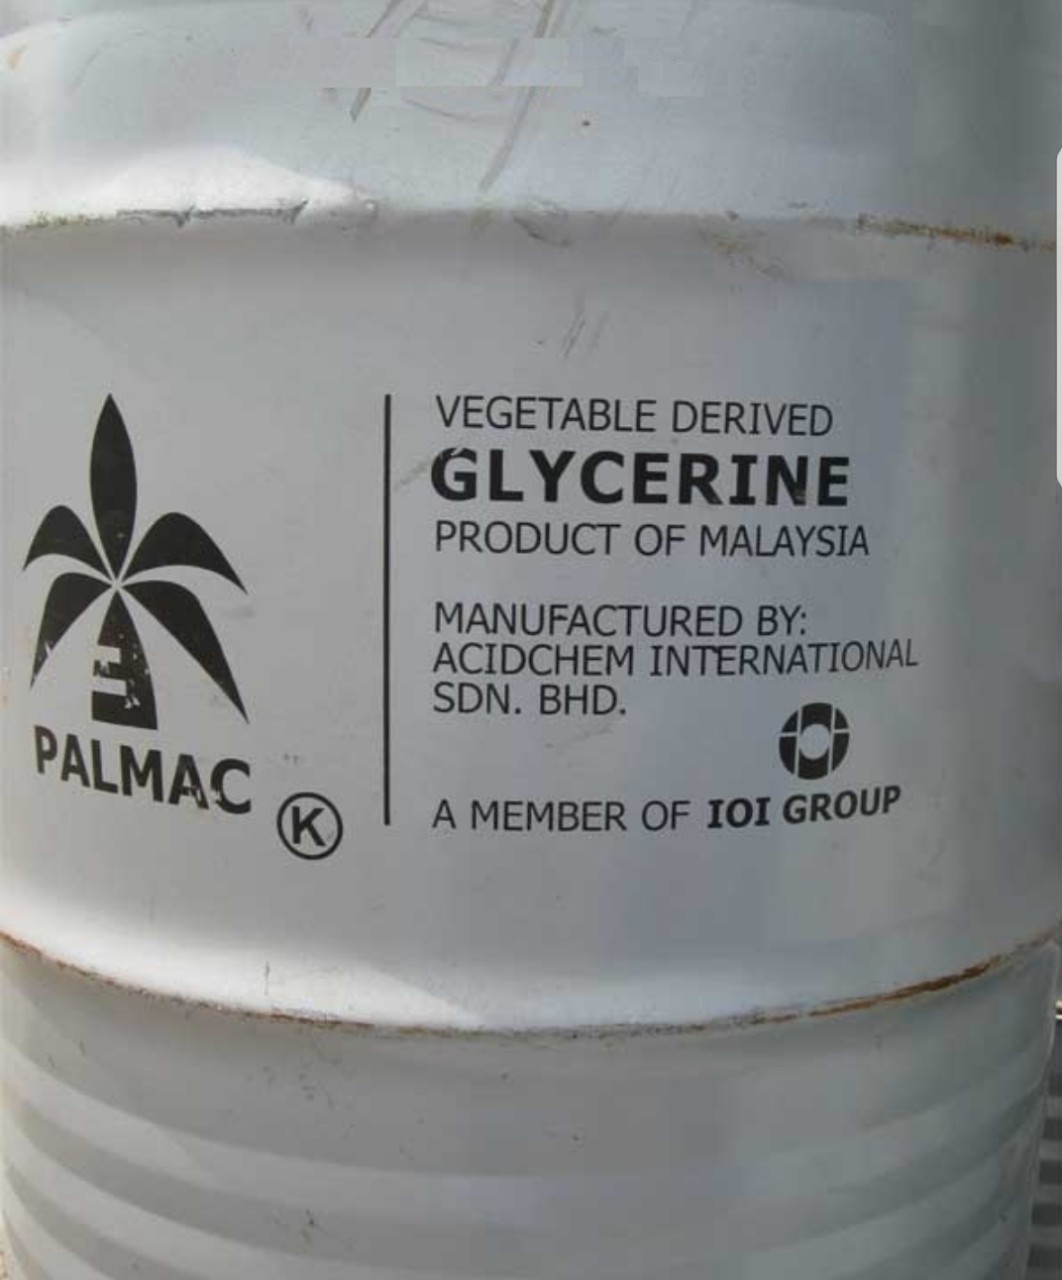 PALMAC
K
VEGETABLE DERIVED
GLYCERINE
PRODUCT OF MALAYSIA
MANUFACTURED BY:
ACIDCHEM INTERNATIONAL
SDN. BHD.
A MEMBER OF IOI GROUP